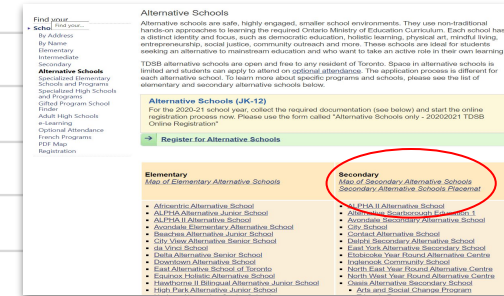 Find your
Find your...
Schools
By Address
By Name
Elementary
Intermediate
Secondary
Alternative Schools
Specialized Elementary
Schools and Programs
Specialized High Schools
and Programs
Gifted Program School
Finder
Adult High Schools
e-Learning
Optional Attendance
French Programs
PDF Map
Registration
Alternative Schools
Alternative schools are safe, highly engaged, smaller school environments. They use non-traditional
hands-on approaches to learning the required Ontario Ministry of Education Curriculum. Each school has
a distinct identity and focus, such as democratic education, holistic learning, physical art, mindful living,
entrepreneurship, social justice, community outreach and more. These schools are ideal for students
seeking an alternative to mainstream education and who want to take an active role in their own learning.
TDSB alternative schools are open and free to any resident of Toronto. Space in alternative schools is
limited and students can apply to attend on optional attendance. The application process is different for
each alternative school. To learn more about specific programs and schools, please see the list of
elementary and secondary alternative schools below.
Alternative Schools (JK-12)
For the 2020-21 school year, collect the required documentation (see below) and start the online
registration process now. Please use the form called "Alternative Schools only - 20202021 TDSB
Online Registration"
Register for Alternative Schools
Elementary
Map of Elementary Alternative Schools
Africentric Alternative School
ALPHA Alternative Junior School
ALPHA II Alternative School
Avondale Elementary Alternative School
Beaches Alternative Junior School
City View Alternative Senior School
da Vinci School
Delta Alternative Senior School
Downtown Alternative School
East Alternative School of Toronto
Equinox Holistic Alternative School
Hawthorne II Bilingual Alternative Junior School
High Park Alternative Junior School
Secondary
Map of Secondary Alternative Schools
Secondary Alternative Schools Placemat
ALPHA II Alternative School
Alternative Scarborough Education 1
Avondale Secondary Alternative School
City School
Contact Alternative School
Delphi Secondary Alternative School
East York Alternative Secondary School
Etobicoke Year Round Alternative Centre
Inglenook Community School
North East Year Round Alternative Centre
North West Year Round Alternative Centre
Oasis Alternative Secondary School
Arts and Social Change Program